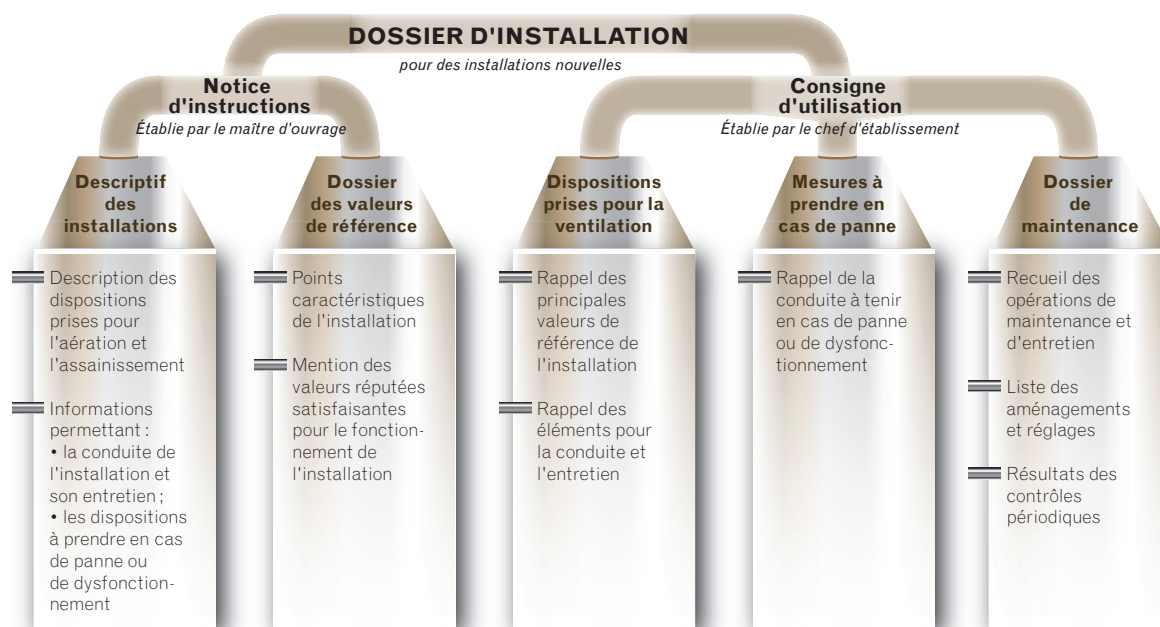 DOSSIER D'INSTALLATION
pour des installations nouvelles
Notice
d'instructions
Établie par le maître d'ouvrage
Consigne
d'utilisation
Établie par le chef d'établissement
Descriptif
des
installations
Description des
dispositions
prises pour
l'aération et
l'assainissement
Informations
permettant :
• la conduite de
l'installation et
son entretien ;
• les dispositions
à prendre en cas
de panne ou
de dysfonction-
nement
Dossier
des valeurs
de référence
Points
caractéristiques
de l'installation
Mention des
valeurs réputées
satisfaisantes
pour le fonction-
nement de
l'installation
Dispositions
prises pour la
ventilation
Rappel des
principales
valeurs de
référence de
l'installation
Rappel des
éléments pour
la conduite et
l'entretien
Mesures à
prendre en
cas de panne
Rappel de la
conduite à tenir
en cas de panne
ou de dysfonc-
tionnement
Dossier
de
maintenance
Recueil des
opérations de
maintenance et
d'entretien
Liste des
aménagements
et réglages
Résultats des
contrôles
périodiques